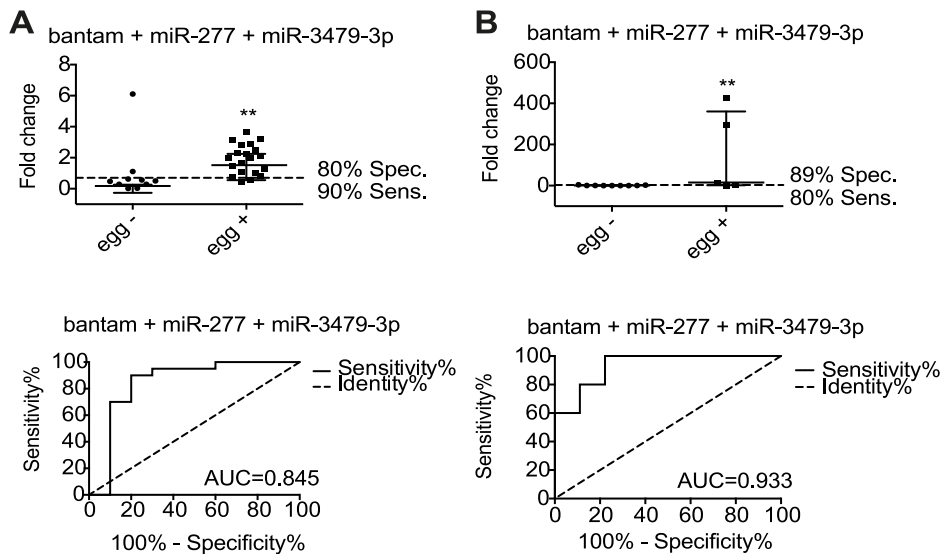 A
bantam + miR-277 + miR-3479-3p
Fold change
8
6
4
2
0
**
80% Spec.
90% Sens.
egg -
egg +
B
bantam + miR-277 + miR-3479-3p
Fold change
600
400
200
0
**
89% Spec.
80% Sens.
egg -
egg +
bantam + miR-277 + miR-3479-3p
Sensitivity%
100
80
60
40
20
0
0 20 40 60 80 100
Sensitivity%
Identity%
AUC=0.845
100% - Specificity%
bantam + miR-277 + miR-3479-3p
Sensitivity%
100
80
60
40
20
0
0 20 40 60 80 100
Sensitivity%
Identity%
AUC=0.933
100% - Specificity%